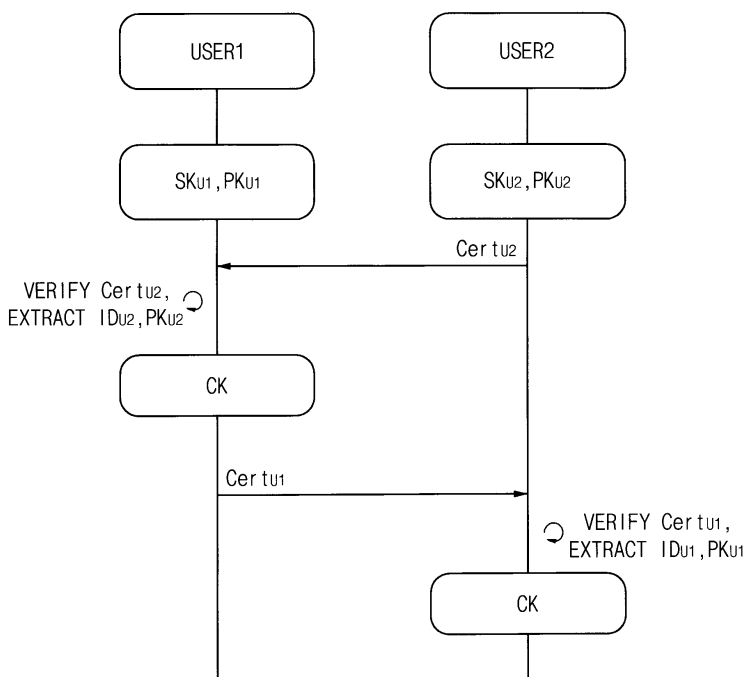 USER1
USER2
SKU1,PKU1
SKU2,PKU2
CertU2
VERIFY CertU2,
EXTRACT IDU2,PKU2
CK
CertU1
VERIFY CertU1,
EXTRACT IDU1,PKU1
CK